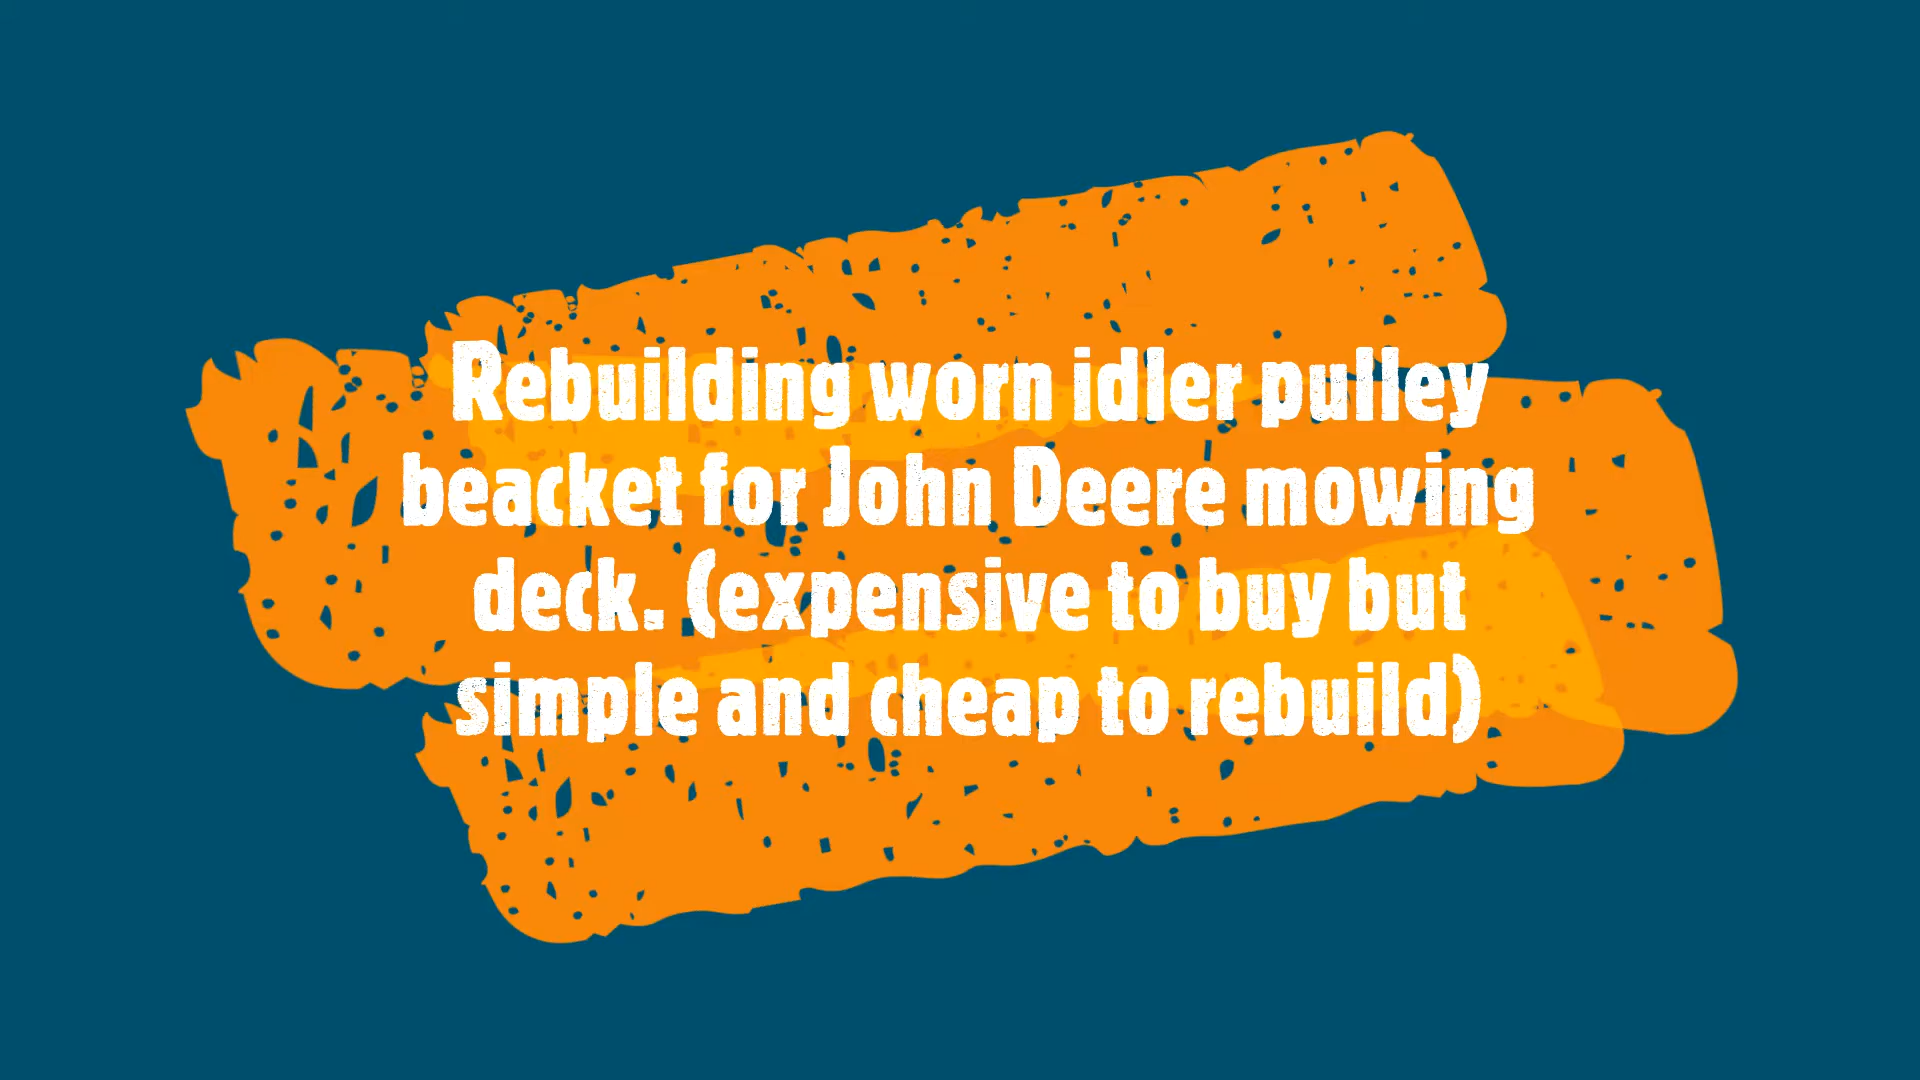 Rebuilding worn idler pulley
beacket for John Deere mowing
deck. (expensive to buy but
simple and cheap to rebuild)